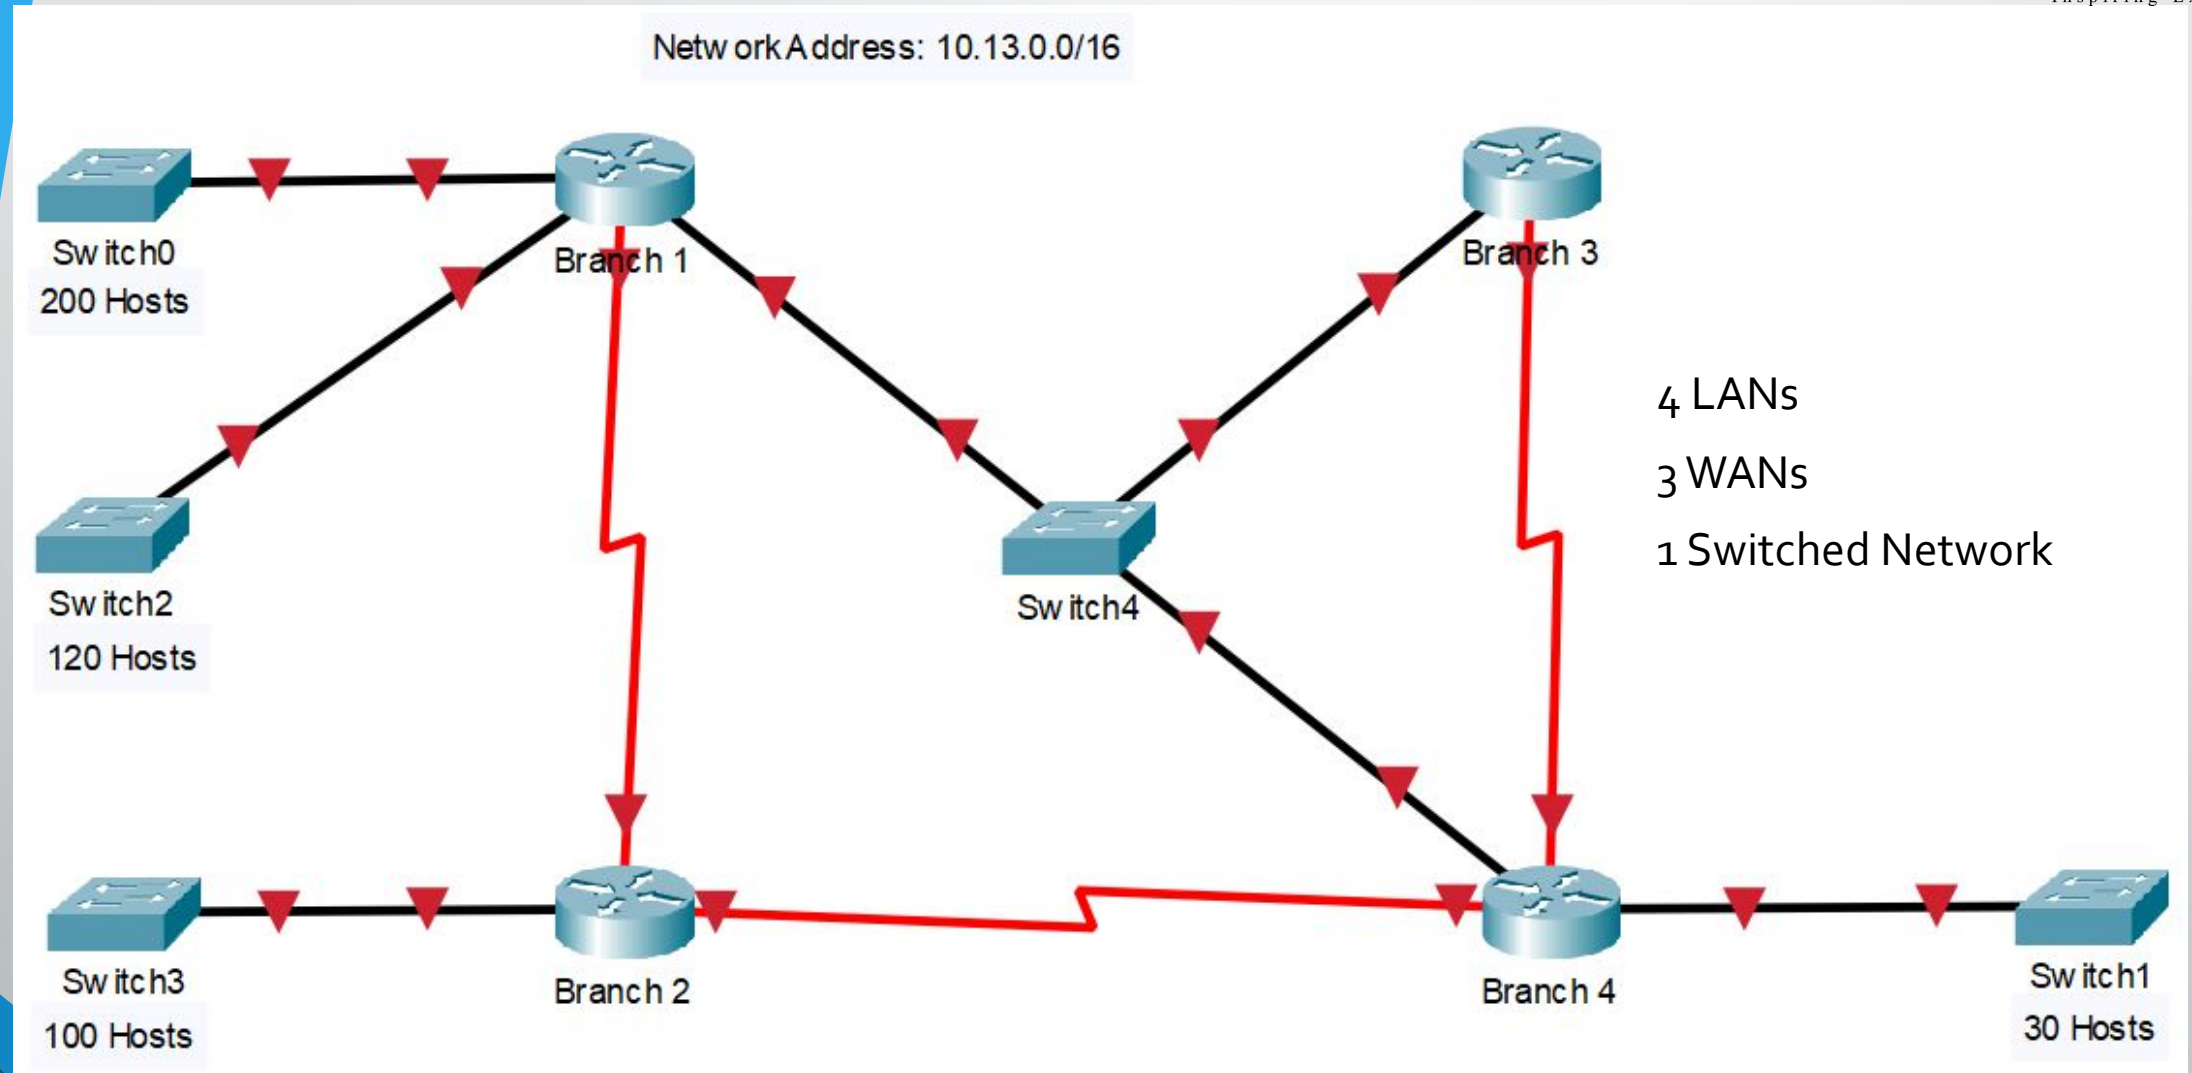 Network Address: 10.13.0.0/16
Branch 1
Branch 3
Switch0
200 Hosts
4 LANs
3 WANs
1 Switched Network
Switch4
Switch2
120 Hosts
Switch3
100 Hosts
Branch 2
Branch 4
Switch1
30 Hosts